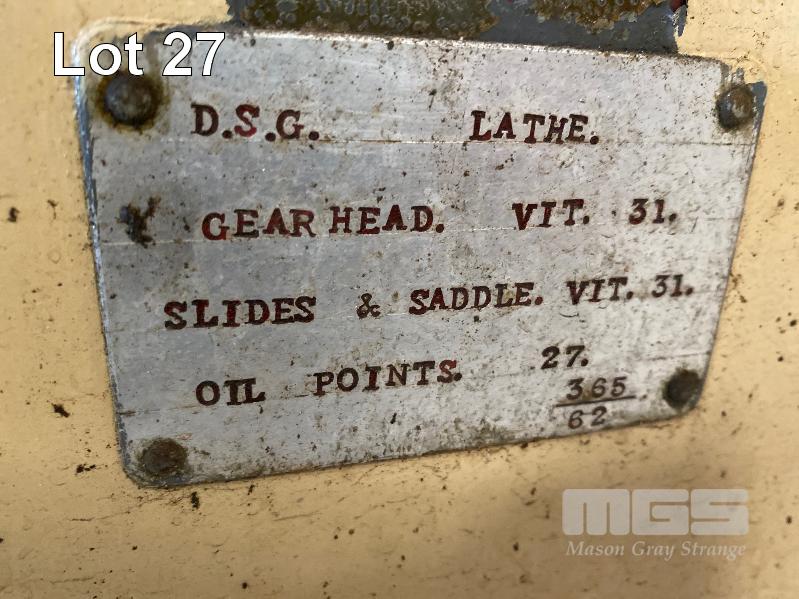 Lot 27
D.S.G. LATHE.
GEAR HEAD. VIT. 31.
SLIDES & SADDLE. VIT. 31.
OIL POINTS. 27.
365
62
MGS
Mason Gray Strange